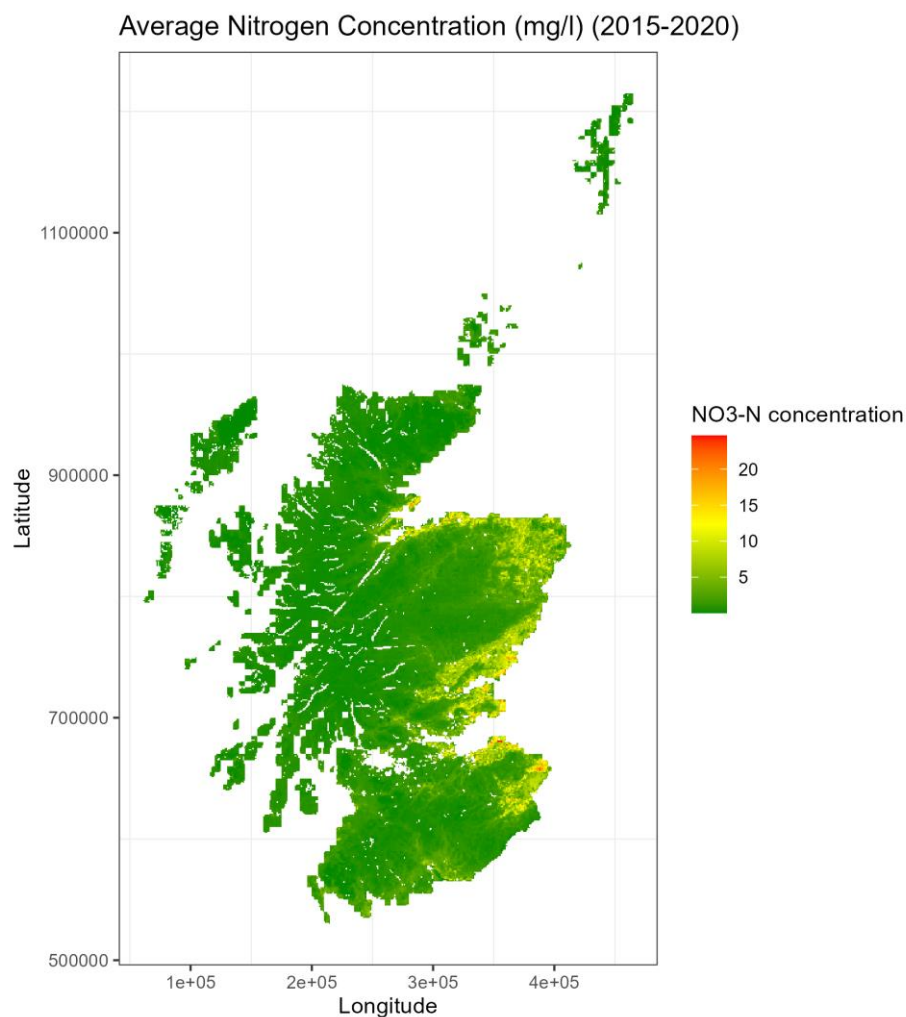 Average Nitrogen Concentration (mg/l) (2015-2020)
1100000
900000
700000
500000
Latitude
1e+05 2e+05 3e+05 4e+05
Longitude
NO3-N concentration
20
15
10
5